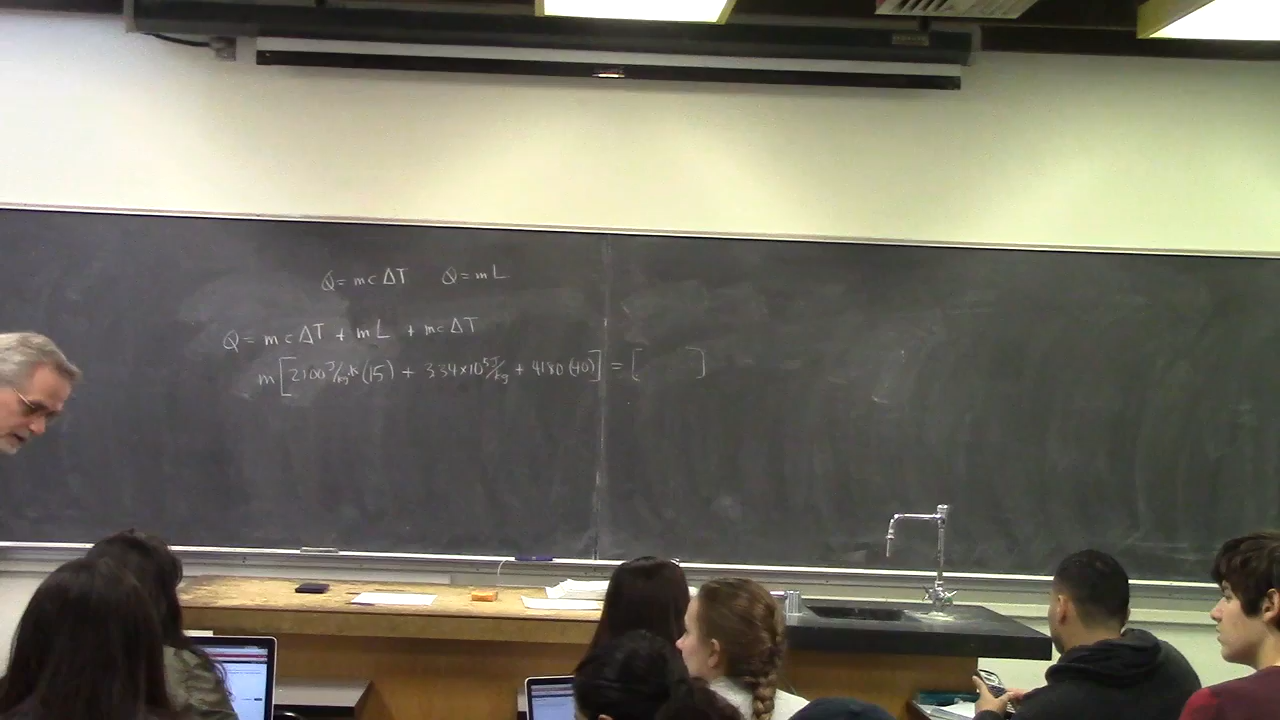 Q = mcΔT Q = mL
Q = mcΔT + mL + mcΔT
m[2100 J/kg·K (15) + 3.34×10⁵ J/kg + 4180 (40)] = [ ]